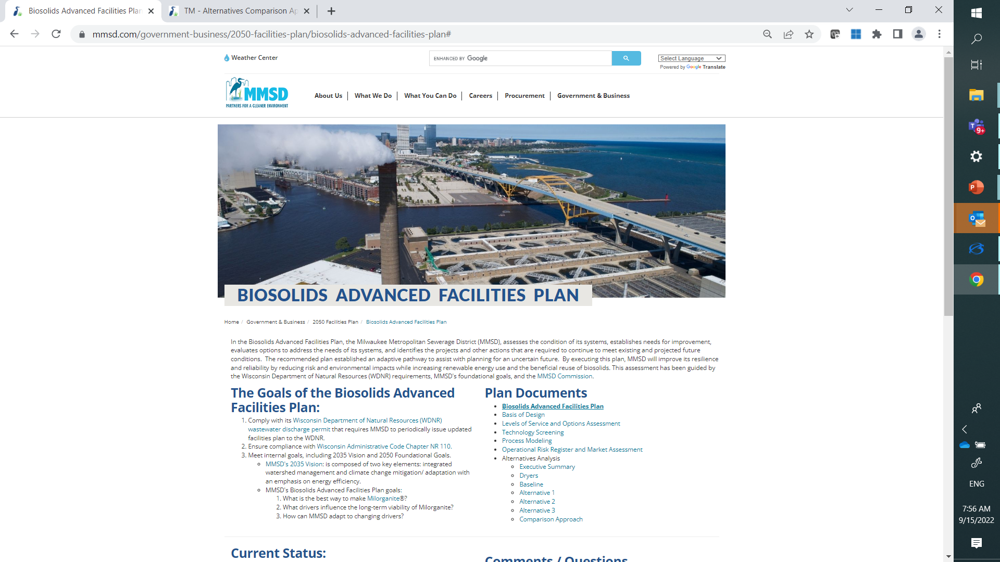 Biosolids Advanced Facilities Plan
TM - Alternatives Comparison Ap
mmsd.com/government-business/2050-facilities-plan/biosolids-advanced-facilities-plan#
Weather Center
ENHANCED BY Google
Select Language
Powered by Google Translate
MMSD
PARTNERS FOR A CLEANER ENVIRONMENT
About Us
What We Do
What You Can Do
Careers
Procurement
Government & Business
BIOSOLIDS ADVANCED FACILITIES PLAN
Home / Government & Business / 2050 Facilities Plan / Biosolids Advanced Facilities Plan
In the Biosolids Advanced Facilities Plan, the Milwaukee Metropolitan Sewerage District (MMSD), assesses the condition of its systems, establishes needs for improvement,
evaluates options to address the needs of its systems, and identifies the projects and other actions that are required to continue to meet existing and projected future
conditions. The recommended plan established an adaptive pathway to assist with planning for an uncertain future. By executing this plan, MMSD will improve its resilience
and reliability by reducing risk and environmental impacts while increasing renewable energy use and the beneficial reuse of biosolids. This assessment has been guided by
the Wisconsin Department of Natural Resources (WDNR) requirements, MMSD's foundational goals, and the MMSD Commission.
The Goals of the Biosolids Advanced
Facilities Plan:
1. Comply with its Wisconsin Department of Natural Resources (WDNR)
wastewater discharge permit that requires MMSD to periodically issue updated
facilities plan to the WDNR.
2. Ensure compliance with Wisconsin Administrative Code Chapter NR 110.
3. Meet internal goals, including 2035 Vision and 2050 Foundational Goals.
MMSD's 2035 Vision: is composed of two key elements: integrated
watershed management and climate change mitigation/ adaptation with
an emphasis on energy efficiency.
MMSD's Biosolids Advanced Facilities Plan goals:
1. What is the best way to make Milorganite®?
2. What drivers influence the long-term viability of Milorganite?
3. How can MMSD adapt to changing drivers?
Plan Documents
Biosolids Advanced Facilities Plan
Basis of Design
Levels of Service and Options Assessment
Technology Screening
Process Modeling
Operational Risk Register and Market Assessment
Alternatives Analysis
Executive Summary
Dryers
Baseline
Alternative 1
Alternative 2
Alternative 3
Comparison Approach
Current Status:
Comments / Questions
9+
ENG
7:56 AM
9/15/2022